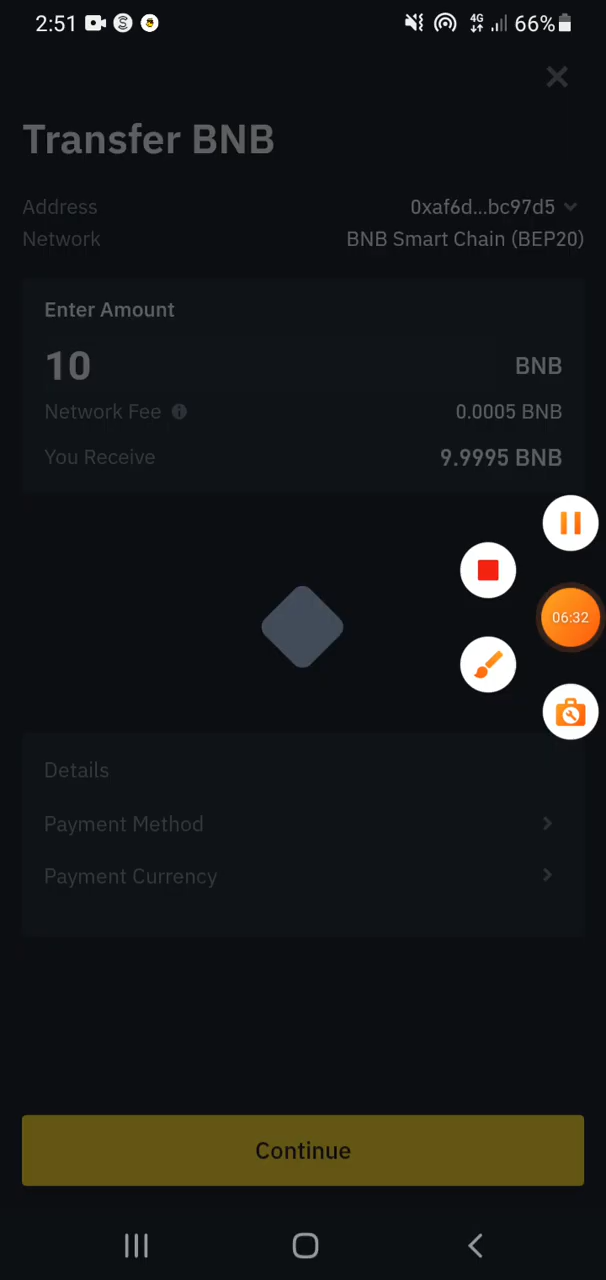 2:51 4G 66%
Transfer BNB
Address 0xaf6d...bc97d5
Network BNB Smart Chain (BEP20)
Enter Amount
10 BNB
Network Fee 0.0005 BNB
You Receive 9.9995 BNB
06:32
Details
Payment Method
Payment Currency
Continue